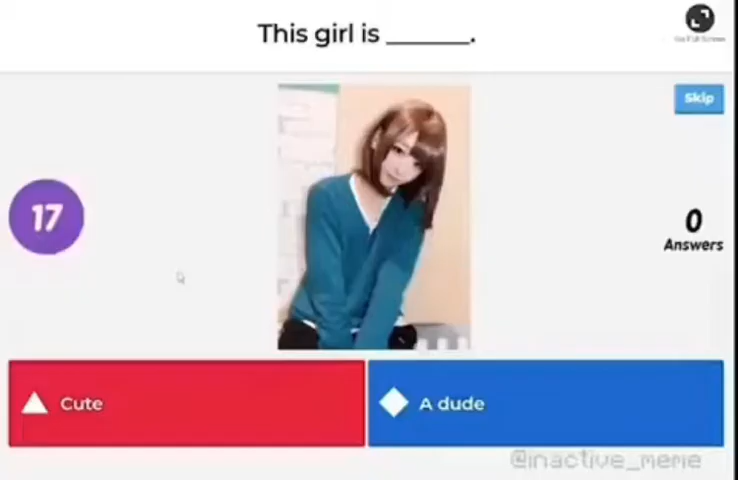 This girl is ______.
Skip
17
0
Answers
Cute
A dude
@inactive_meme